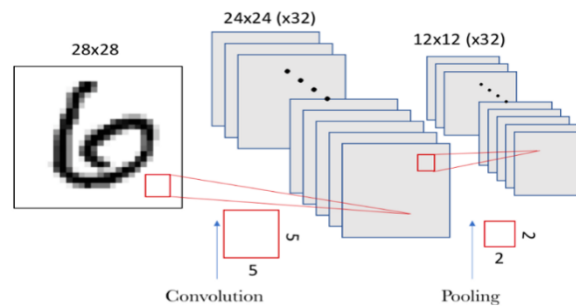 28x28
24x24 (x32)
12x12 (x32)
5
5
2
2
Convolution
Pooling